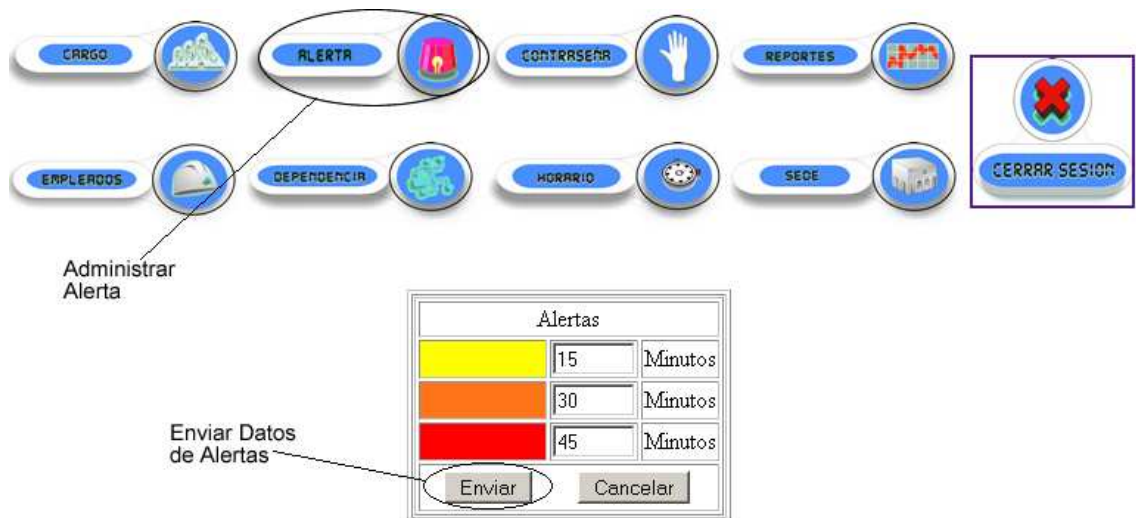 CARGO
ALERTA
CONTRASEÑA
REPORTES
EMPLEADOS
DEPENDENCIA
HORARIO
SEDE
CERRAR SESION
Administrar
Alerta
Alertas
15 Minutos
30 Minutos
45 Minutos
Enviar Datos
de Alertas
Enviar Cancelar